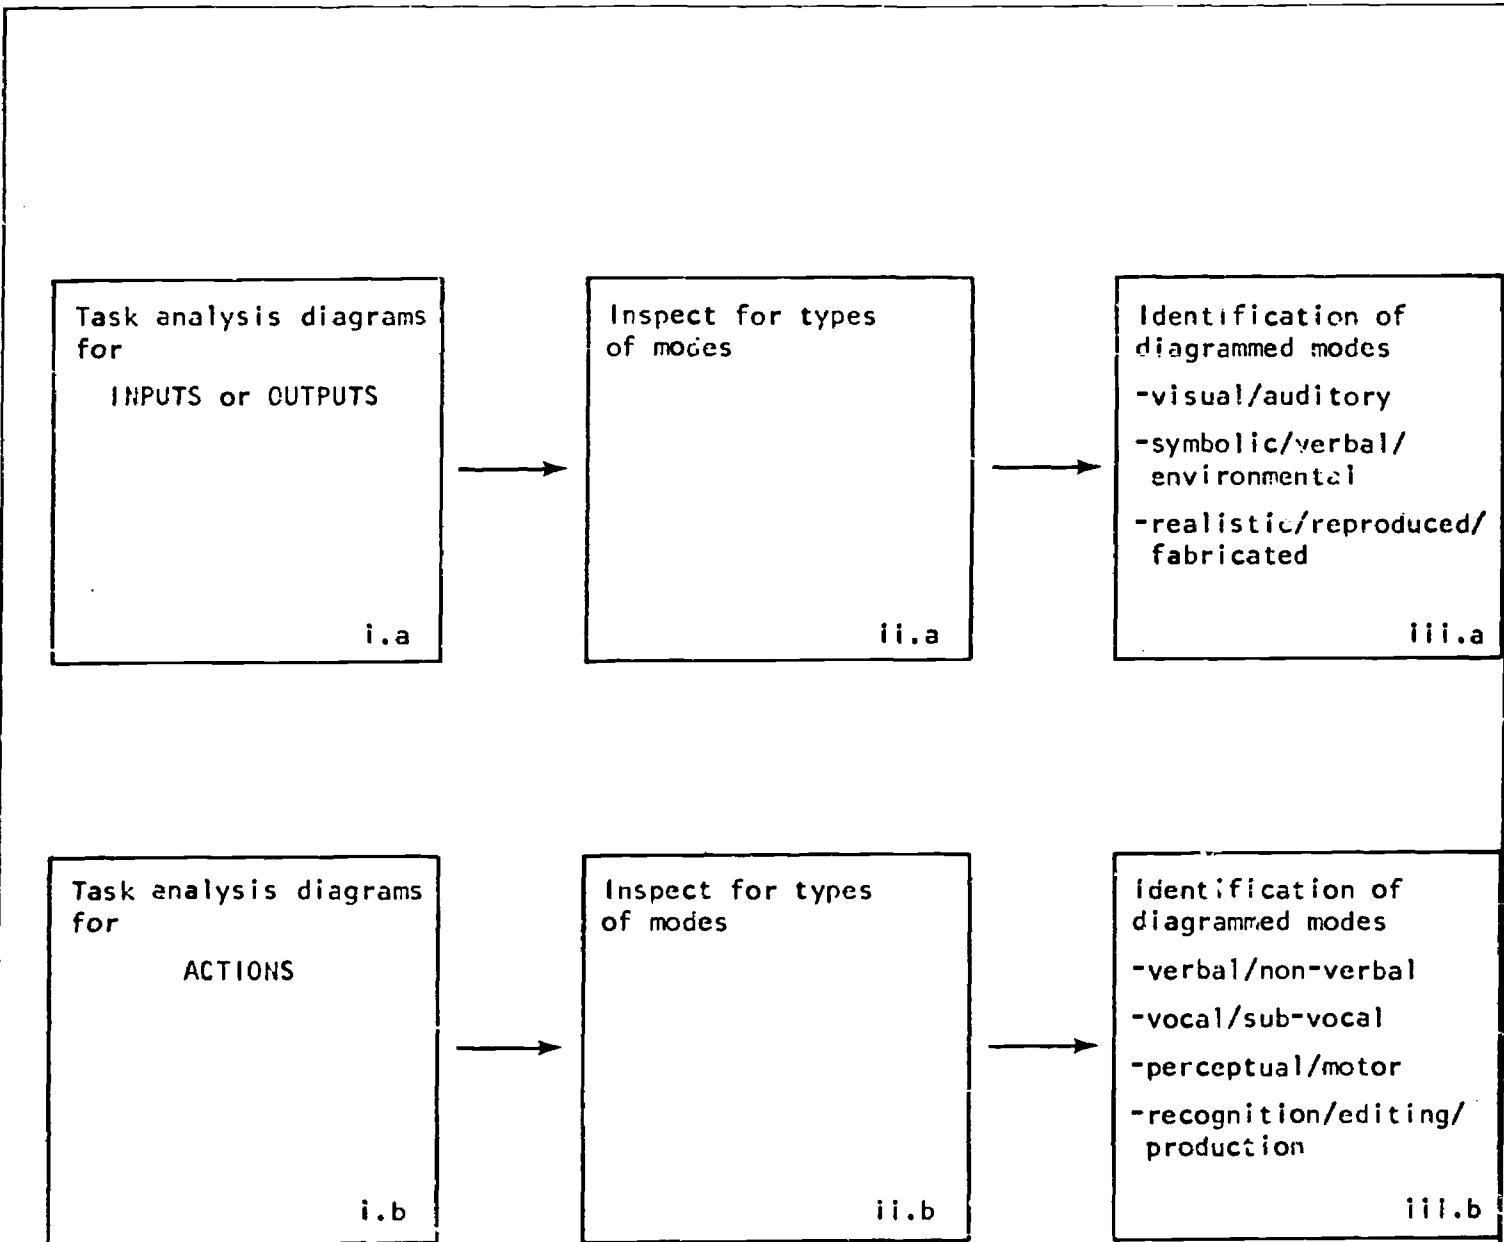 Task analysis diagrams
for
INPUTS or OUTPUTS
i.a
Inspect for types
of modes
ii.a
Identification of
diagrammed modes
-visual/auditory
-symbolic/verbal/
environmental
-realistic/reproduced/
fabricated
iii.a
Task analysis diagrams
for
ACTIONS
i.b
Inspect for types
of modes
ii.b
Identification of
diagrammed modes
-verbal/non-verbal
-vocal/sub-vocal
-perceptual/motor
-recognition/editing/
production
iii.b